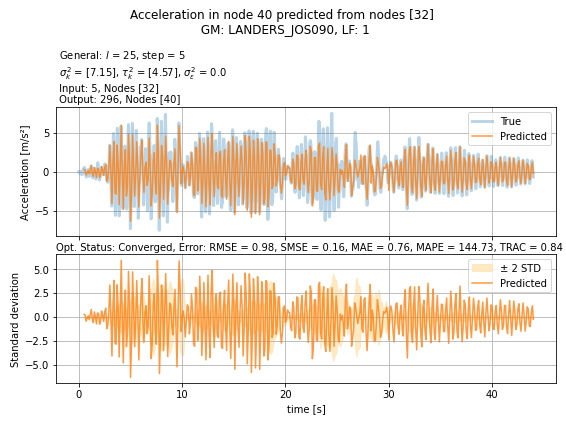 Acceleration in node 40 predicted from nodes [32]
GM: LANDERS_JOS090, LF: 1
General: l = 25, step = 5
σ²ₖ = [7.15], τ²ₖ = [4.57], σ²ε = 0.0
Input: 5, Nodes [32]
Output: 296, Nodes [40]
Acceleration [m/s²]
5
0
−5
True
Predicted
Opt. Status: Converged, Error: RMSE = 0.98, SMSE = 0.16, MAE = 0.76, MAPE = 144.73, TRAC = 0.84
Standard deviation
5.0
2.5
0.0
−2.5
−5.0
± 2 STD
Predicted
0 10 20 30 40
time [s]